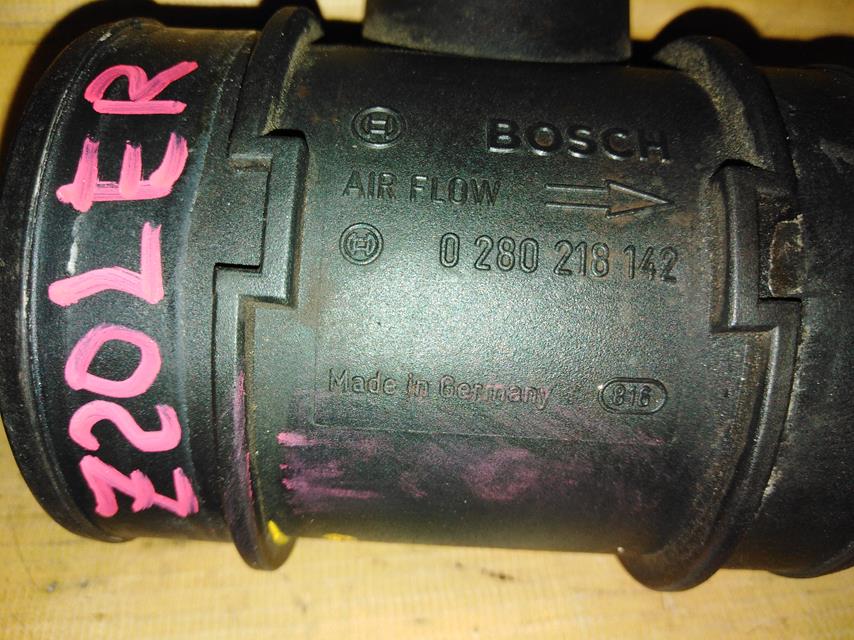 Z20LER
BOSCH
AIR FLOW
0 280 218 142
Made in Germany 816